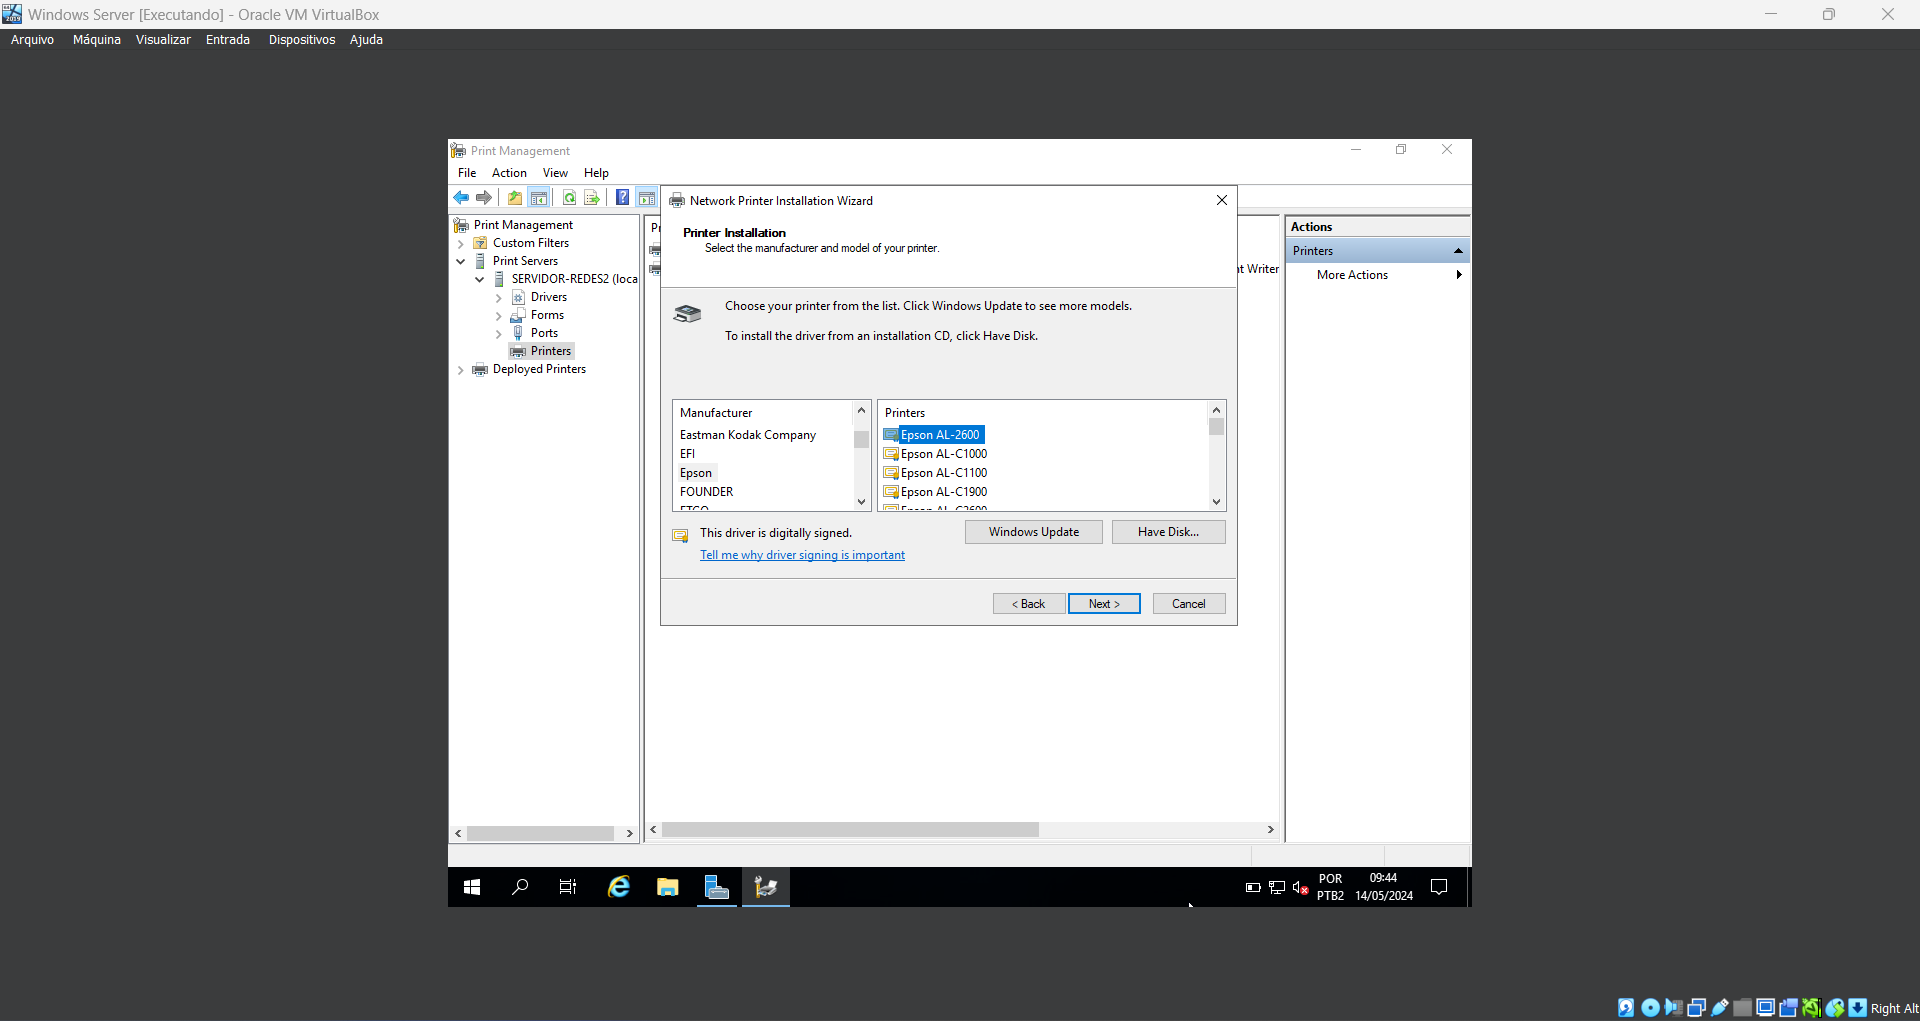 Windows Server [Executando] - Oracle VM VirtualBox
Arquivo Máquina Visualizar Entrada Dispositivos Ajuda
Print Management
File Action View Help
Network Printer Installation Wizard
Printer Installation
Select the manufacturer and model of your printer.
Print Management
Custom Filters
Print Servers
SERVIDOR-REDES2 (loca
Drivers
Forms
Ports
Printers
Deployed Printers
Choose your printer from the list. Click Windows Update to see more models.
To install the driver from an installation CD, click Have Disk.
Manufacturer
Eastman Kodak Company
EFI
Epson
FOUNDER
Printers
Epson AL-2600
Epson AL-C1000
Epson AL-C1100
Epson AL-C1900
Epson AL-C2600
This driver is digitally signed.
Tell me why driver signing is important
Windows Update
Have Disk...
< Back
Next >
Cancel
Writer
Actions
Printers
More Actions
POR
PTB2
09:44
14/05/2024
Right Alt